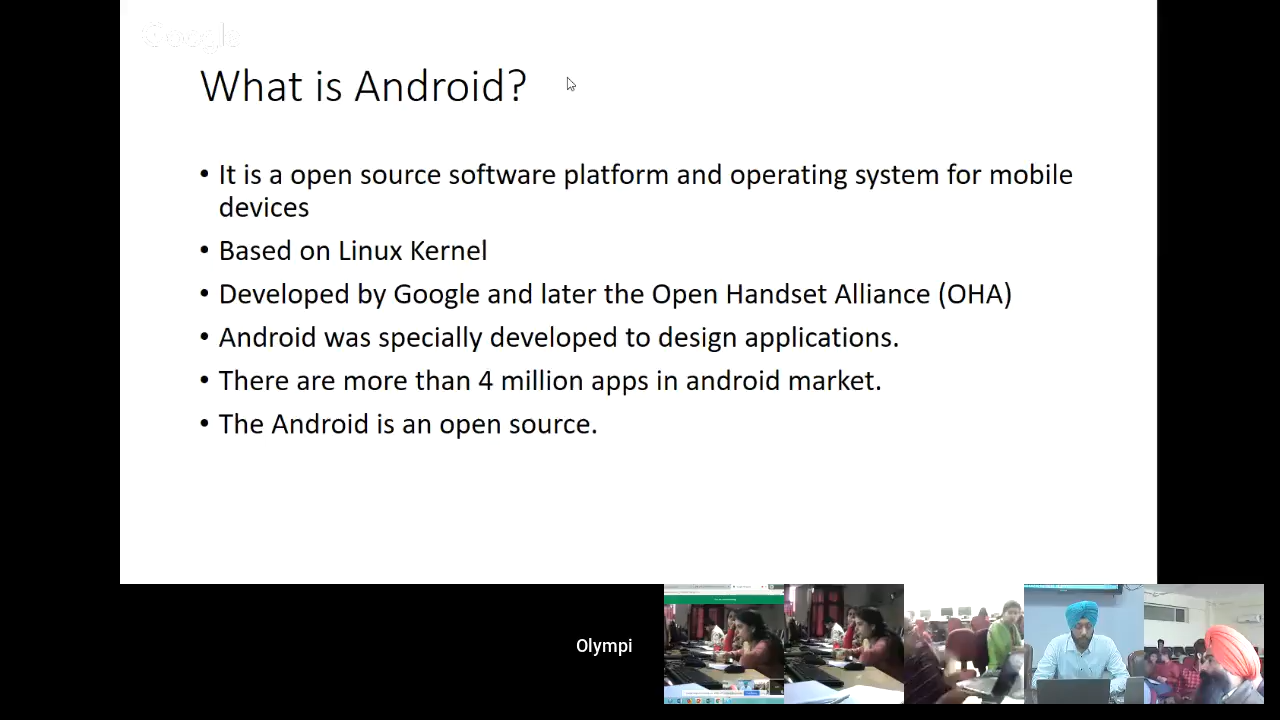 Google
What is Android?
• It is a open source software platform and operating system for mobile
devices
• Based on Linux Kernel
• Developed by Google and later the Open Handset Alliance (OHA)
• Android was specially developed to design applications.
• There are more than 4 million apps in android market.
• The Android is an open source.
Olympi